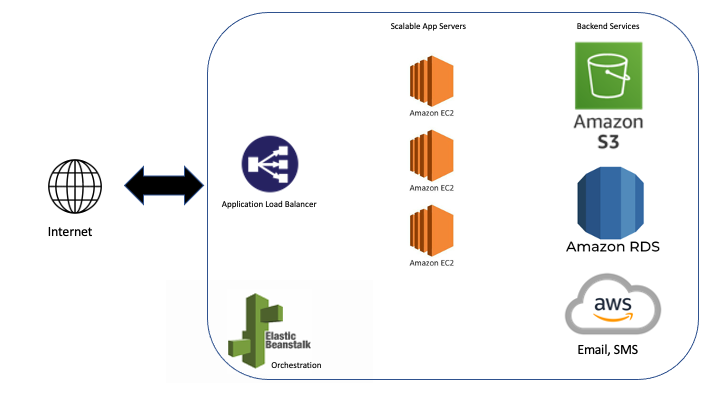 Scalable App Servers
Backend Services
Amazon EC2
Amazon
S3
Amazon EC2
Application Load Balancer
Internet
Amazon RDS
Amazon EC2
aws
Elastic
Beanstalk
Email, SMS
Orchestration